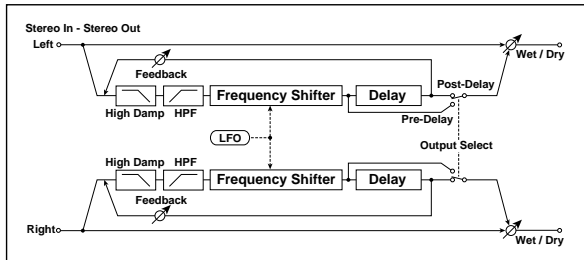 Stereo In - Stereo Out
Left
Wet / Dry
Feedback
Post-Delay
Frequency Shifter
Delay
High Damp
HPF
Pre-Delay
LFO
Output Select
High Damp
HPF
Frequency Shifter
Delay
Feedback
Right
Wet / Dry